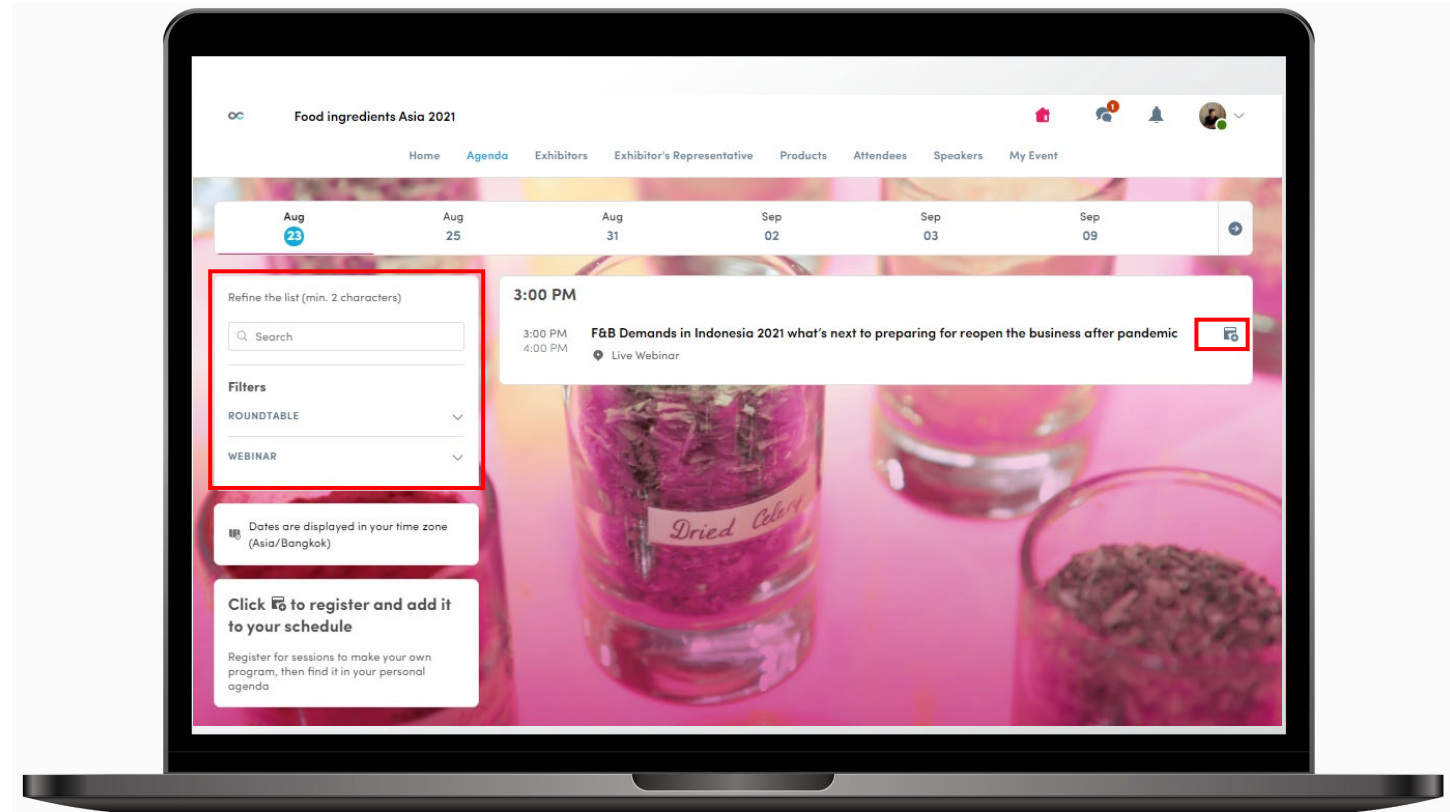 Food ingredients Asia 2021
1
Home Agenda Exhibitors Exhibitor's Representative Products Attendees Speakers My Event
Aug Aug Aug Sep Sep Sep
23 25 31 02 03 09
Refine the list (min. 2 characters)
Search
Filters
ROUNDTABLE
WEBINAR
3:00 PM
3:00 PM F&B Demands in Indonesia 2021 what's next to preparing for reopen the business after pandemic
4:00 PM Live Webinar
Dates are displayed in your time zone
(Asia/Bangkok)
Click to register and add it
to your schedule
Register for sessions to make your own
program, then find it in your personal
agenda
Dried Celery